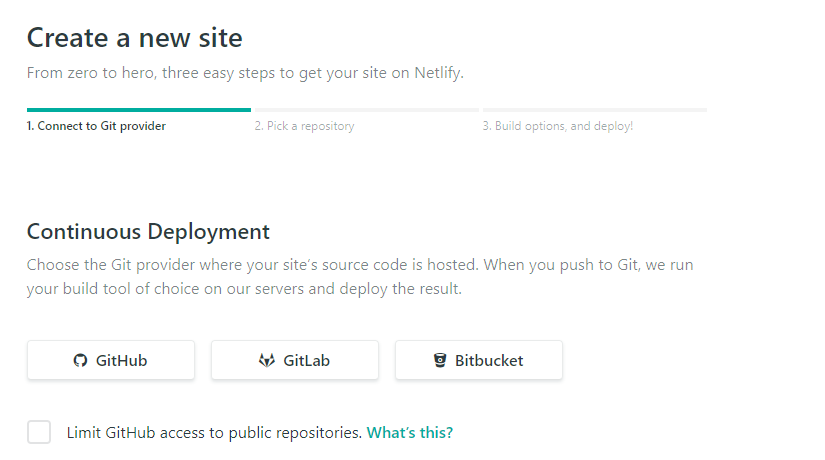 Create a new site
From zero to hero, three easy steps to get your site on Netlify.
1. Connect to Git provider
2. Pick a repository
3. Build options, and deploy!
Continuous Deployment
Choose the Git provider where your site's source code is hosted. When you push to Git, we run
your build tool of choice on our servers and deploy the result.
GitHub
GitLab
Bitbucket
Limit GitHub access to public repositories. What's this?